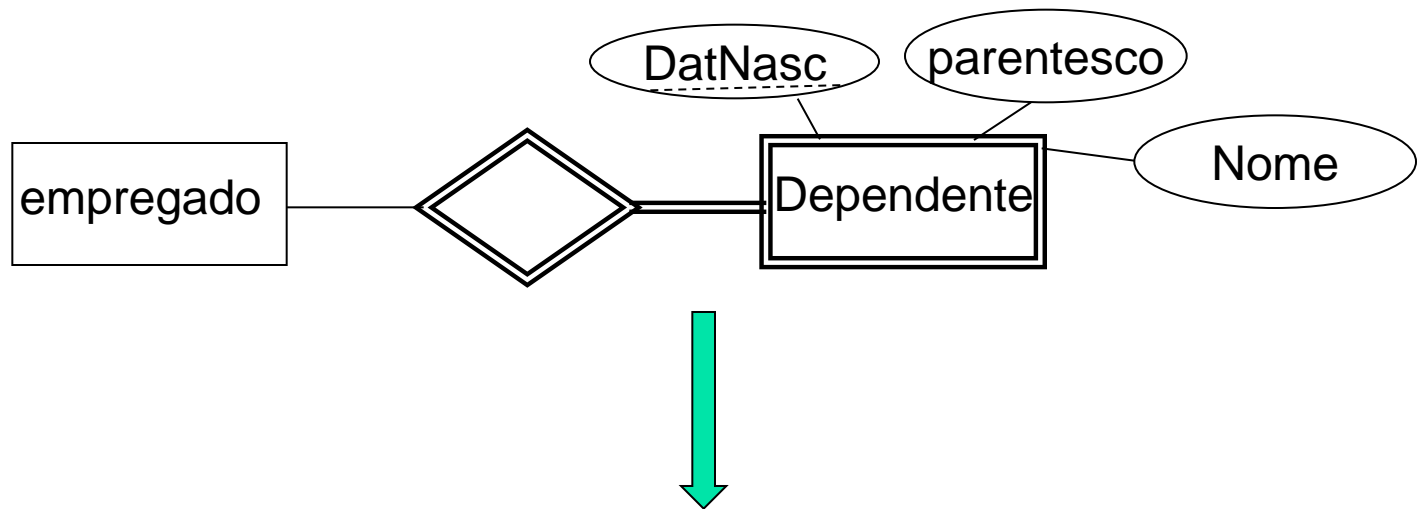 DatNasc
parentesco
Nome
empregado
Dependente